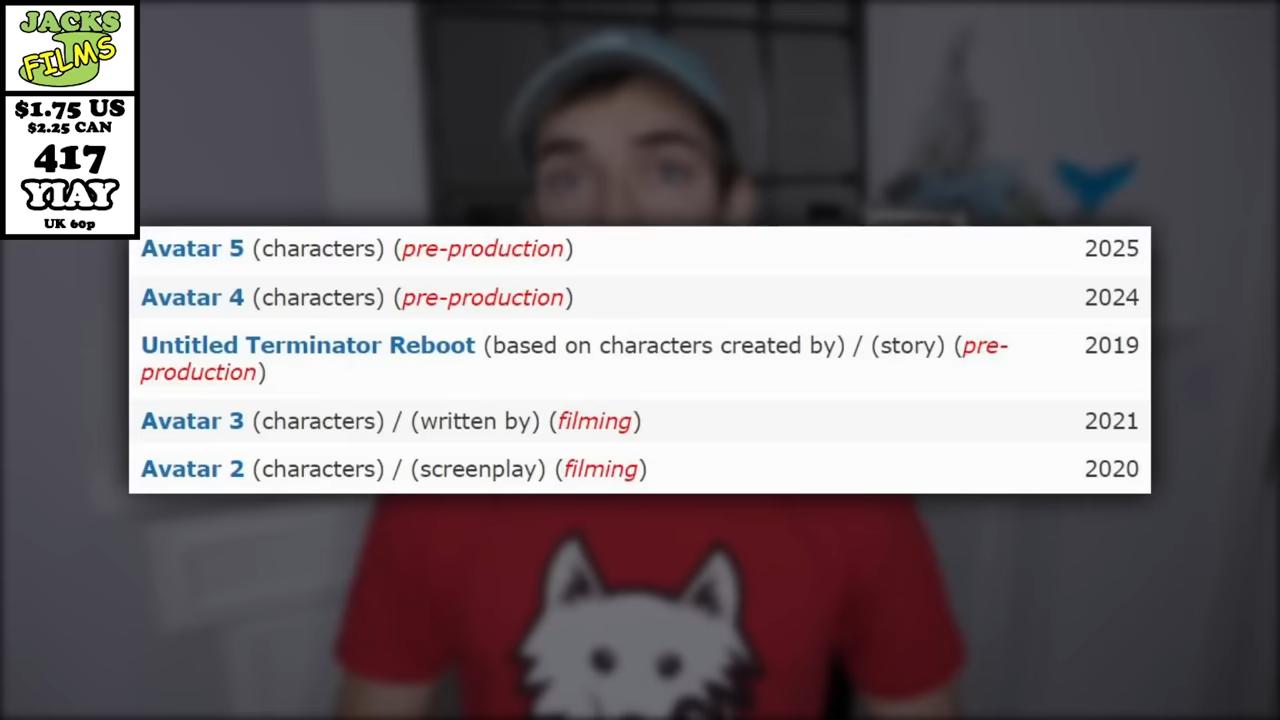 JACKS
FILMS
$1.75 US
$2.25 CAN
417
YIAY
UK 60p
Avatar 5 (characters) (pre-production) 2025
Avatar 4 (characters) (pre-production) 2024
Untitled Terminator Reboot (based on characters created by) / (story) (pre- 2019
production)
Avatar 3 (characters) / (written by) (filming) 2021
Avatar 2 (characters) / (screenplay) (filming) 2020